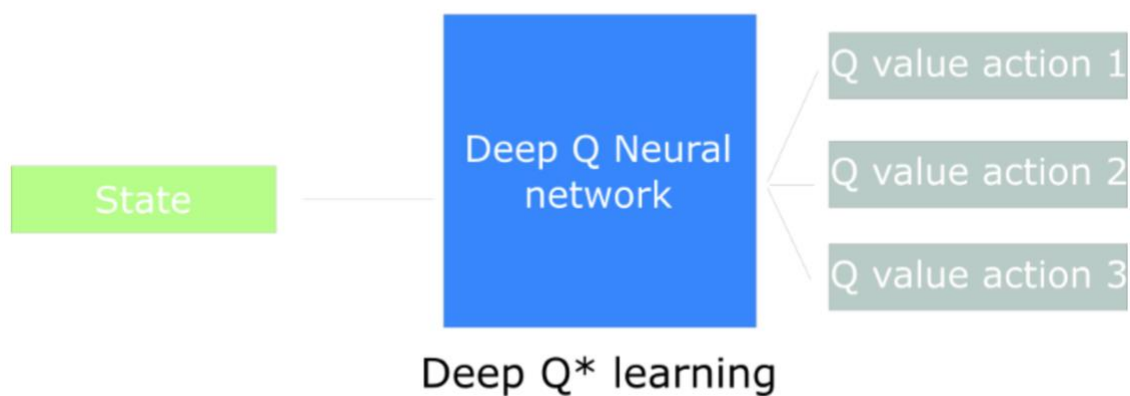 State
Deep Q Neural
network
Q value action 1
Q value action 2
Q value action 3
Deep Q* learning